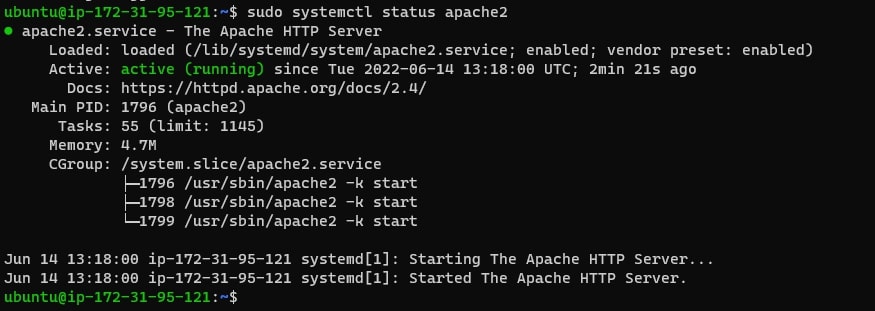 ubuntu@ip-172-31-95-121:~$ sudo systemctl status apache2
● apache2.service - The Apache HTTP Server
     Loaded: loaded (/lib/systemd/system/apache2.service; enabled; vendor preset: enabled)
     Active: active (running) since Tue 2022-06-14 13:18:00 UTC; 2min 21s ago
       Docs: https://httpd.apache.org/docs/2.4/
   Main PID: 1796 (apache2)
      Tasks: 55 (limit: 1145)
     Memory: 4.7M
     CGroup: /system.slice/apache2.service
             ├─1796 /usr/sbin/apache2 -k start
             ├─1798 /usr/sbin/apache2 -k start
             └─1799 /usr/sbin/apache2 -k start

Jun 14 13:18:00 ip-172-31-95-121 systemd[1]: Starting The Apache HTTP Server...
Jun 14 13:18:00 ip-172-31-95-121 systemd[1]: Started The Apache HTTP Server.
ubuntu@ip-172-31-95-121:~$